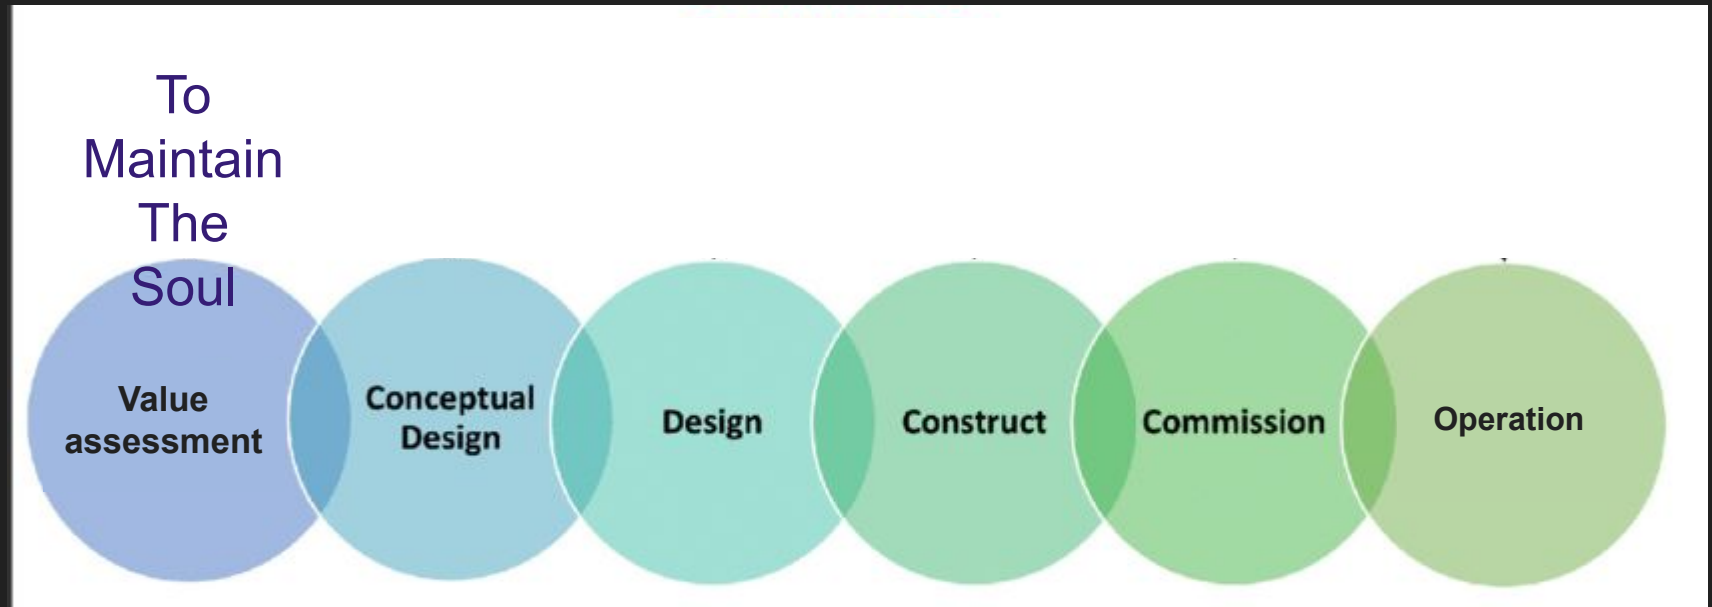 To
Maintain
The
Soul
Value
assessment
Conceptual
Design
Design
Construct
Commission
Operation